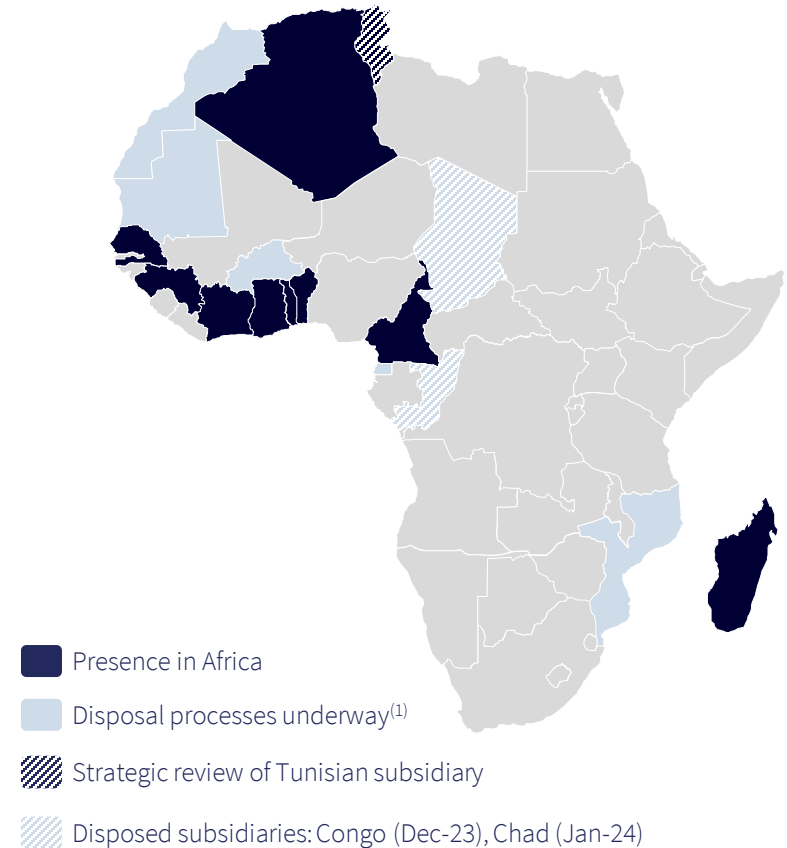 Presence in Africa
Disposal processes underway(1)
Strategic review of Tunisian subsidiary
Disposed subsidiaries: Congo (Dec-23), Chad (Jan-24)